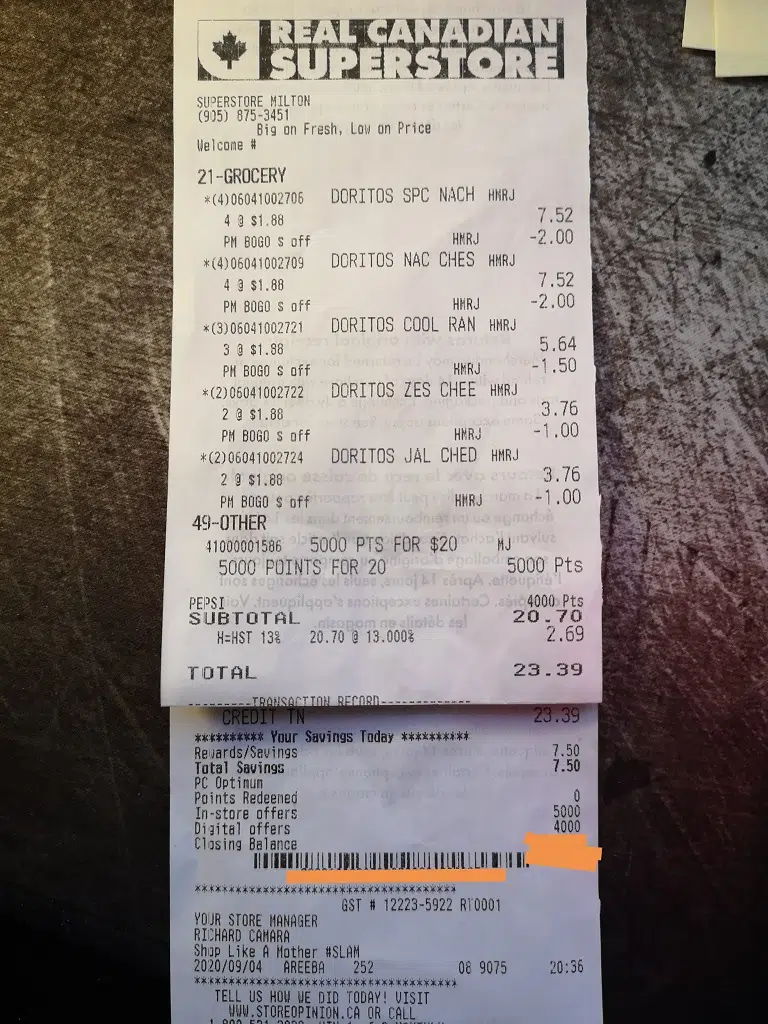 REAL CANADIAN
SUPERSTORE
SUPERSTORE MILTON
(905) 875-3451
Big on Fresh, Low on Price
Welcome #
21-GROCERY
*(4)06041002706 DORITOS SPC NACH HMRJ
4 @ $1.88 7.52
PM BOGO $ off HMRJ -2.00
*(4)06041002709 DORITOS NAC CHES HMRJ
4 @ $1.88 7.52
PM BOGO $ off HMRJ -2.00
*(3)06041002721 DORITOS COOL RAN HMRJ
3 @ $1.88 5.64
PM BOGO $ off HMRJ -1.50
*(2)06041002722 DORITOS ZES CHEE HMRJ
2 @ $1.88 3.76
PM BOGO $ off HMRJ -1.00
*(2)06041002724 DORITOS JAL CHED HMRJ
2 @ $1.88 3.76
PM BOGO $ off HMRJ -1.00
49-OTHER
41000001586 5000 PTS FOR $20 MJ
5000 POINTS FOR 20 5000 Pts
PEPSI 4000 Pts
SUBTOTAL 20.70
H=HST 13% 20.70 @ 13.000% 2.69
TOTAL 23.39
----------TRANSACTION RECORD--------------
CREDIT TN 23.39
********** Your Savings Today **********
Rewards/Savings 7.50
Total Savings 7.50
PC Optimum
Points Redeemed 0
In-store offers 5000
Digital offers 4000
Closing Balance
**************************************
GST # 12223-5922 RT0001
YOUR STORE MANAGER
RICHARD CAMARA
Shop Like A Mother #SLAM
2020/09/04 AREEBA 252 08 9075 20:36
**************************************
TELL US HOW WE DID TODAY! VISIT
WWW.STOREOPINION.CA OR CALL